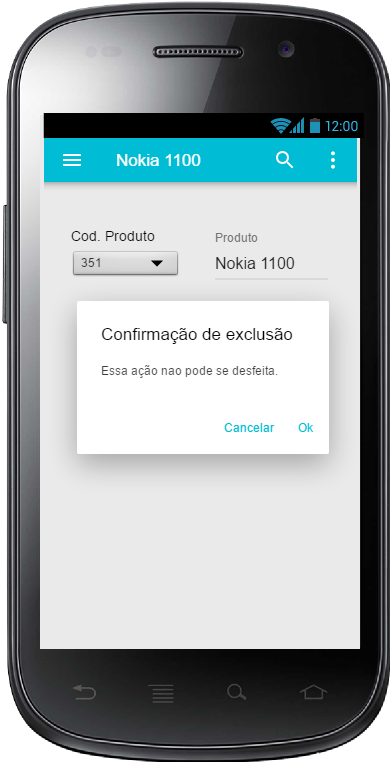 12:00
Nokia 1100
Cod. Produto
Produto
351
Nokia 1100
Confirmação de exclusão
Essa ação nao pode se desfeita.
Cancelar Ok